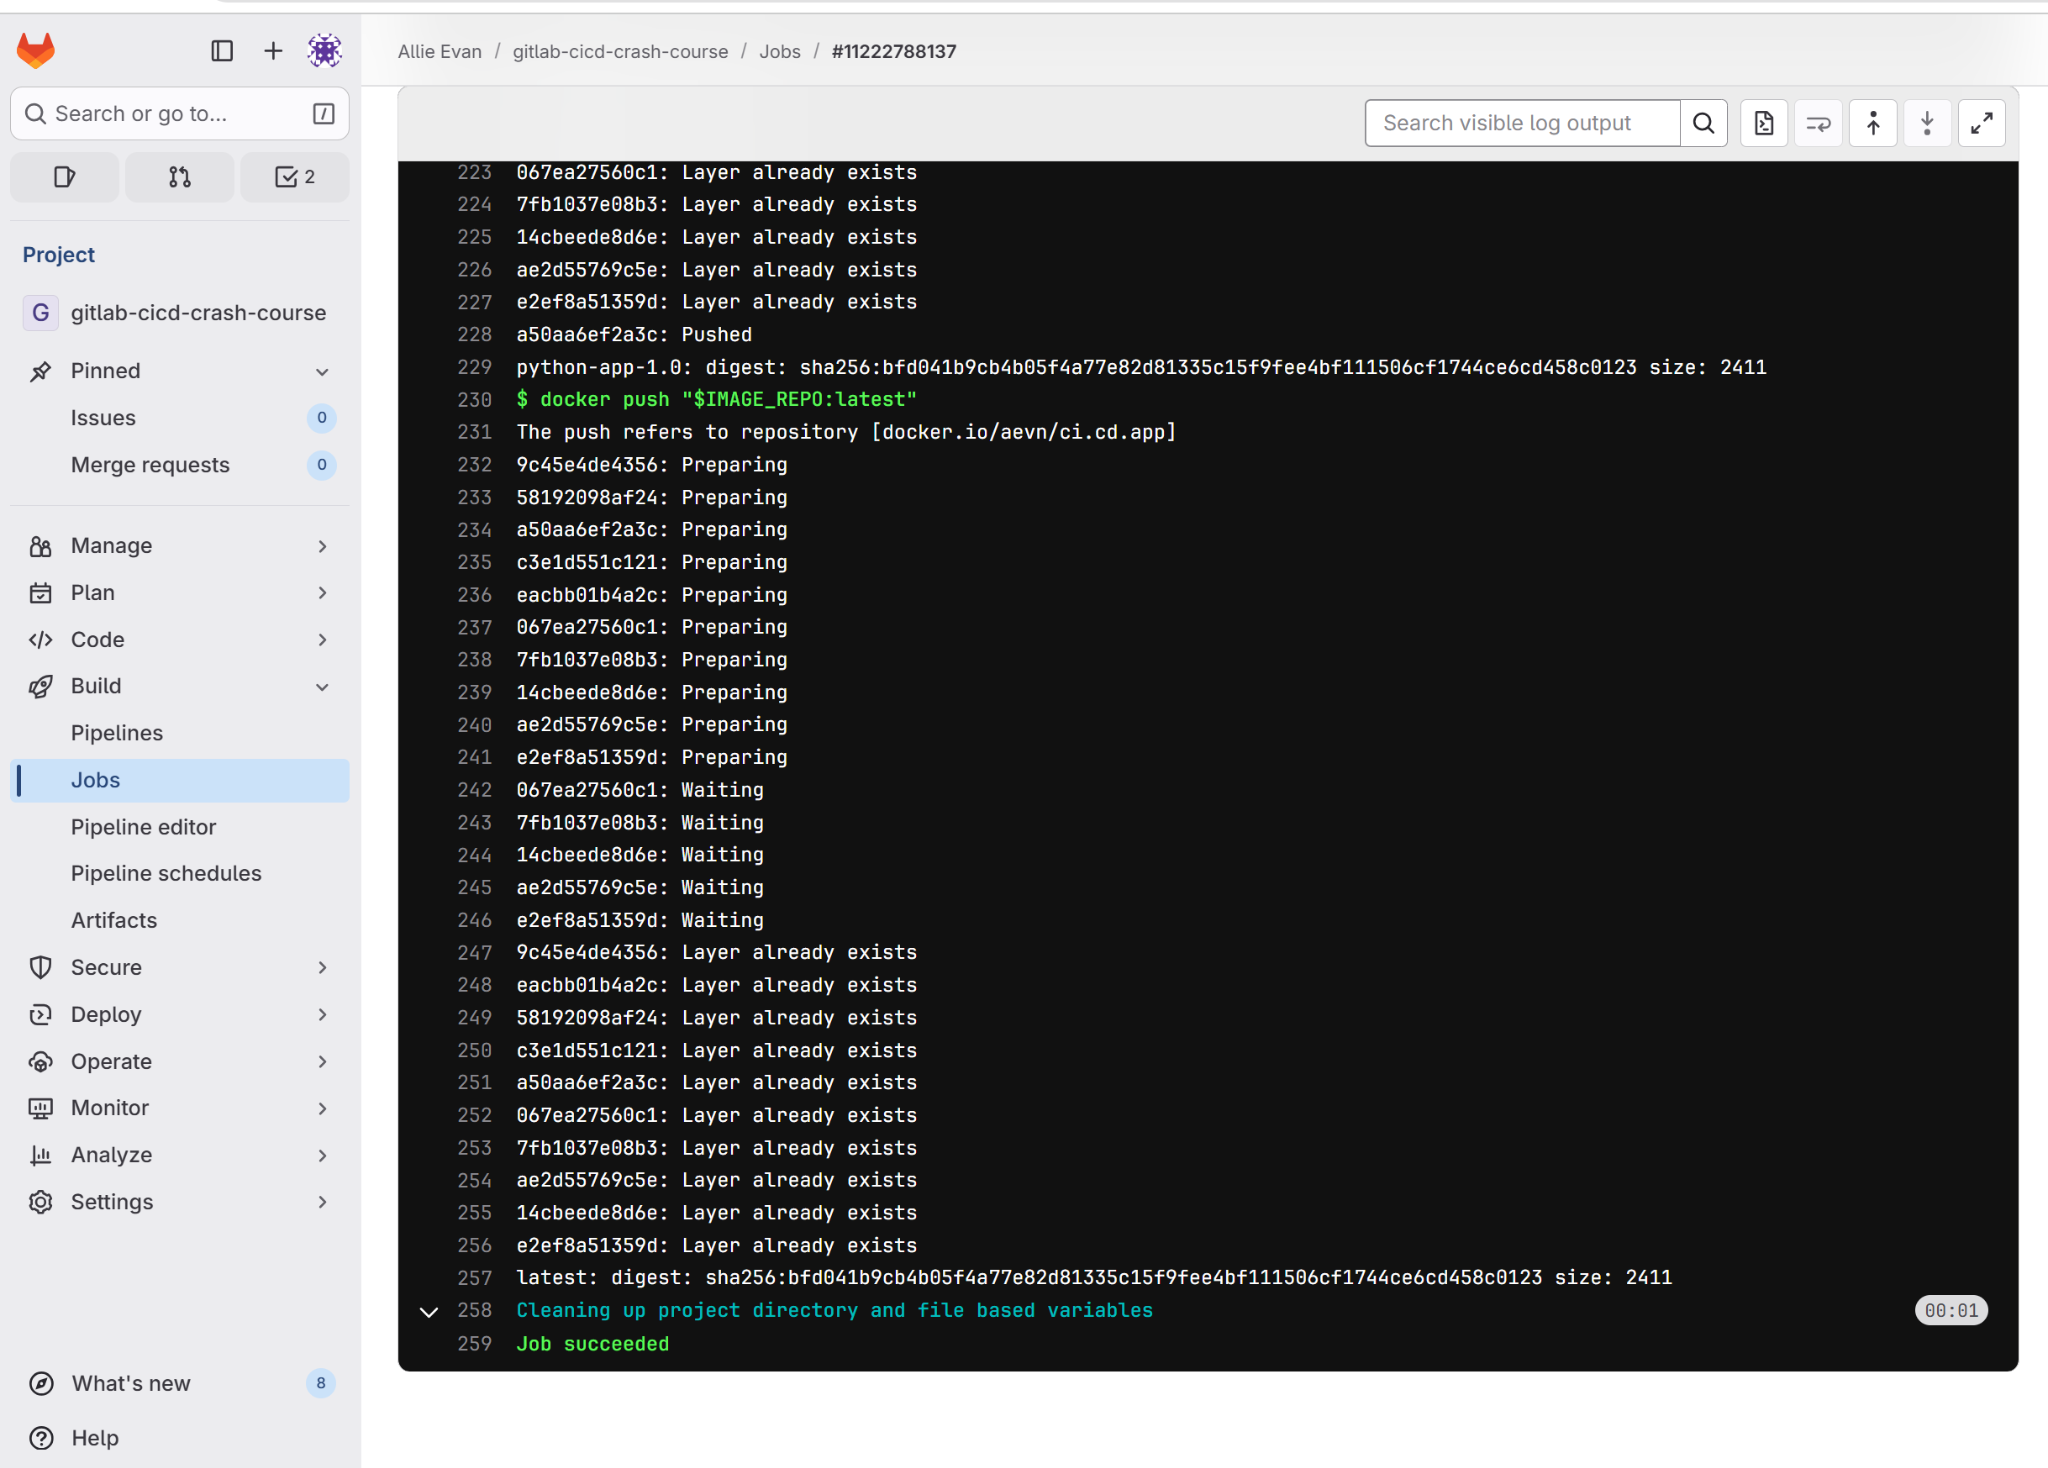 Allie Evan / gitlab-cicd-crash-course / Jobs / #11222788137
Search or go to... /
2
Project
G gitlab-cicd-crash-course
Pinned
Issues 0
Merge requests 0
Manage
Plan
Code
Build
Pipelines
Jobs
Pipeline editor
Pipeline schedules
Artifacts
Secure
Deploy
Operate
Monitor
Analyze
Settings
What's new 8
Help
Search visible log output
223 067ea27560c1: Layer already exists
224 7fb1037e08b3: Layer already exists
225 14cbeede8d6e: Layer already exists
226 ae2d55769c5e: Layer already exists
227 e2ef8a51359d: Layer already exists
228 a50aa6ef2a3c: Pushed
229 python-app-1.0: digest: sha256:bfd041b9cb4b05f4a77e82d81335c15f9fee4bf111506cf1744ce6cd458c0123 size: 2411
230 $ docker push "$IMAGE_REPO:latest"
231 The push refers to repository [docker.io/aevn/ci.cd.app]
232 9c45e4de4356: Preparing
233 58192098af24: Preparing
234 a50aa6ef2a3c: Preparing
235 c3e1d551c121: Preparing
236 eacbb01b4a2c: Preparing
237 067ea27560c1: Preparing
238 7fb1037e08b3: Preparing
239 14cbeede8d6e: Preparing
240 ae2d55769c5e: Preparing
241 e2ef8a51359d: Preparing
242 067ea27560c1: Waiting
243 7fb1037e08b3: Waiting
244 14cbeede8d6e: Waiting
245 ae2d55769c5e: Waiting
246 e2ef8a51359d: Waiting
247 9c45e4de4356: Layer already exists
248 eacbb01b4a2c: Layer already exists
249 58192098af24: Layer already exists
250 c3e1d551c121: Layer already exists
251 a50aa6ef2a3c: Layer already exists
252 067ea27560c1: Layer already exists
253 7fb1037e08b3: Layer already exists
254 ae2d55769c5e: Layer already exists
255 14cbeede8d6e: Layer already exists
256 e2ef8a51359d: Layer already exists
257 latest: digest: sha256:bfd041b9cb4b05f4a77e82d81335c15f9fee4bf111506cf1744ce6cd458c0123 size: 2411
258 Cleaning up project directory and file based variables 00:01
259 Job succeeded